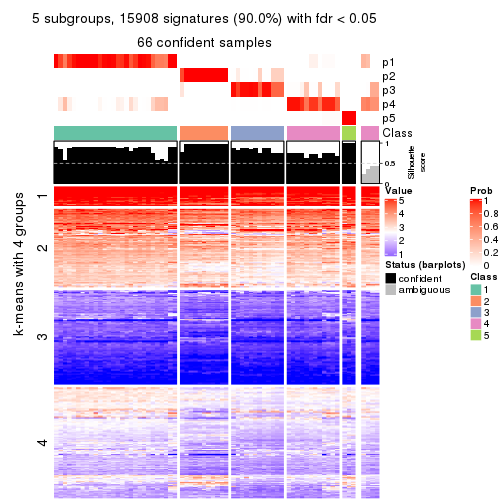 5 subgroups, 15908 signatures (90.0%) with fdr < 0.05
66 confident samples
p1
p2
p3
p4
p5
Class
1
0.5
0
Silhouette
score
k-means with 4 groups
1
2
3
4
Value
5
4
3
2
1
Status (barplots)
confident
ambiguous
Prob
1
0.8
0.6
0.4
0.2
0
Class
1
2
3
4
5